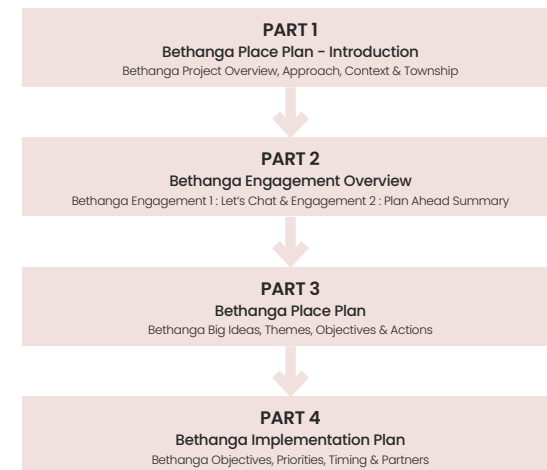 PART 1
Bethanga Place Plan - Introduction
Bethanga Project Overview, Approach, Context & Township
PART 2
Bethanga Engagement Overview
Bethanga Engagement 1 : Let's Chat & Engagement 2 : Plan Ahead Summary
PART 3
Bethanga Place Plan
Bethanga Big Ideas, Themes, Objectives & Actions
PART 4
Bethanga Implementation Plan
Bethanga Objectives, Priorities, Timing & Partners